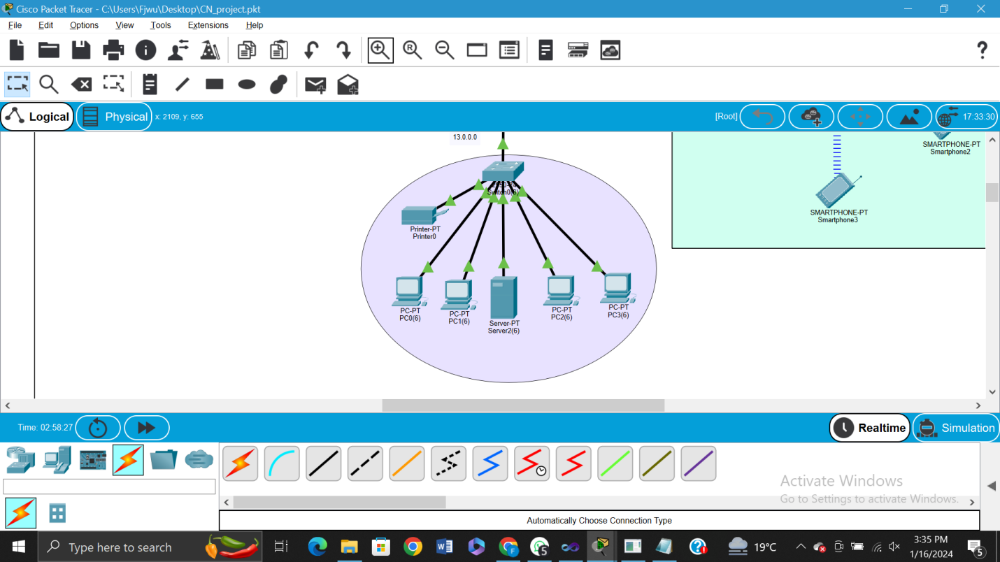 Cisco Packet Tracer - C:\Users\Fjwu\Desktop\CN_project.pkt
File Edit Options View Tools Extensions Help
Logical Physical x: 2109, y: 655 [Root] 17:33:30
13.0.0.0
SMARTPHONE-PT
Smartphone2
Switch0(6)
SMARTPHONE-PT
Smartphone3
Printer-PT
Printer0
PC-PT
PC0(6)
PC-PT
PC1(6)
Server-PT
Server2(6)
PC-PT
PC2(6)
PC-PT
PC3(6)
Time: 02:58:27 Realtime Simulation
Activate Windows
Go to Settings to activate Windows.
Automatically Choose Connection Type
Type here to search
19°C
3:35 PM
1/16/2024
5
5